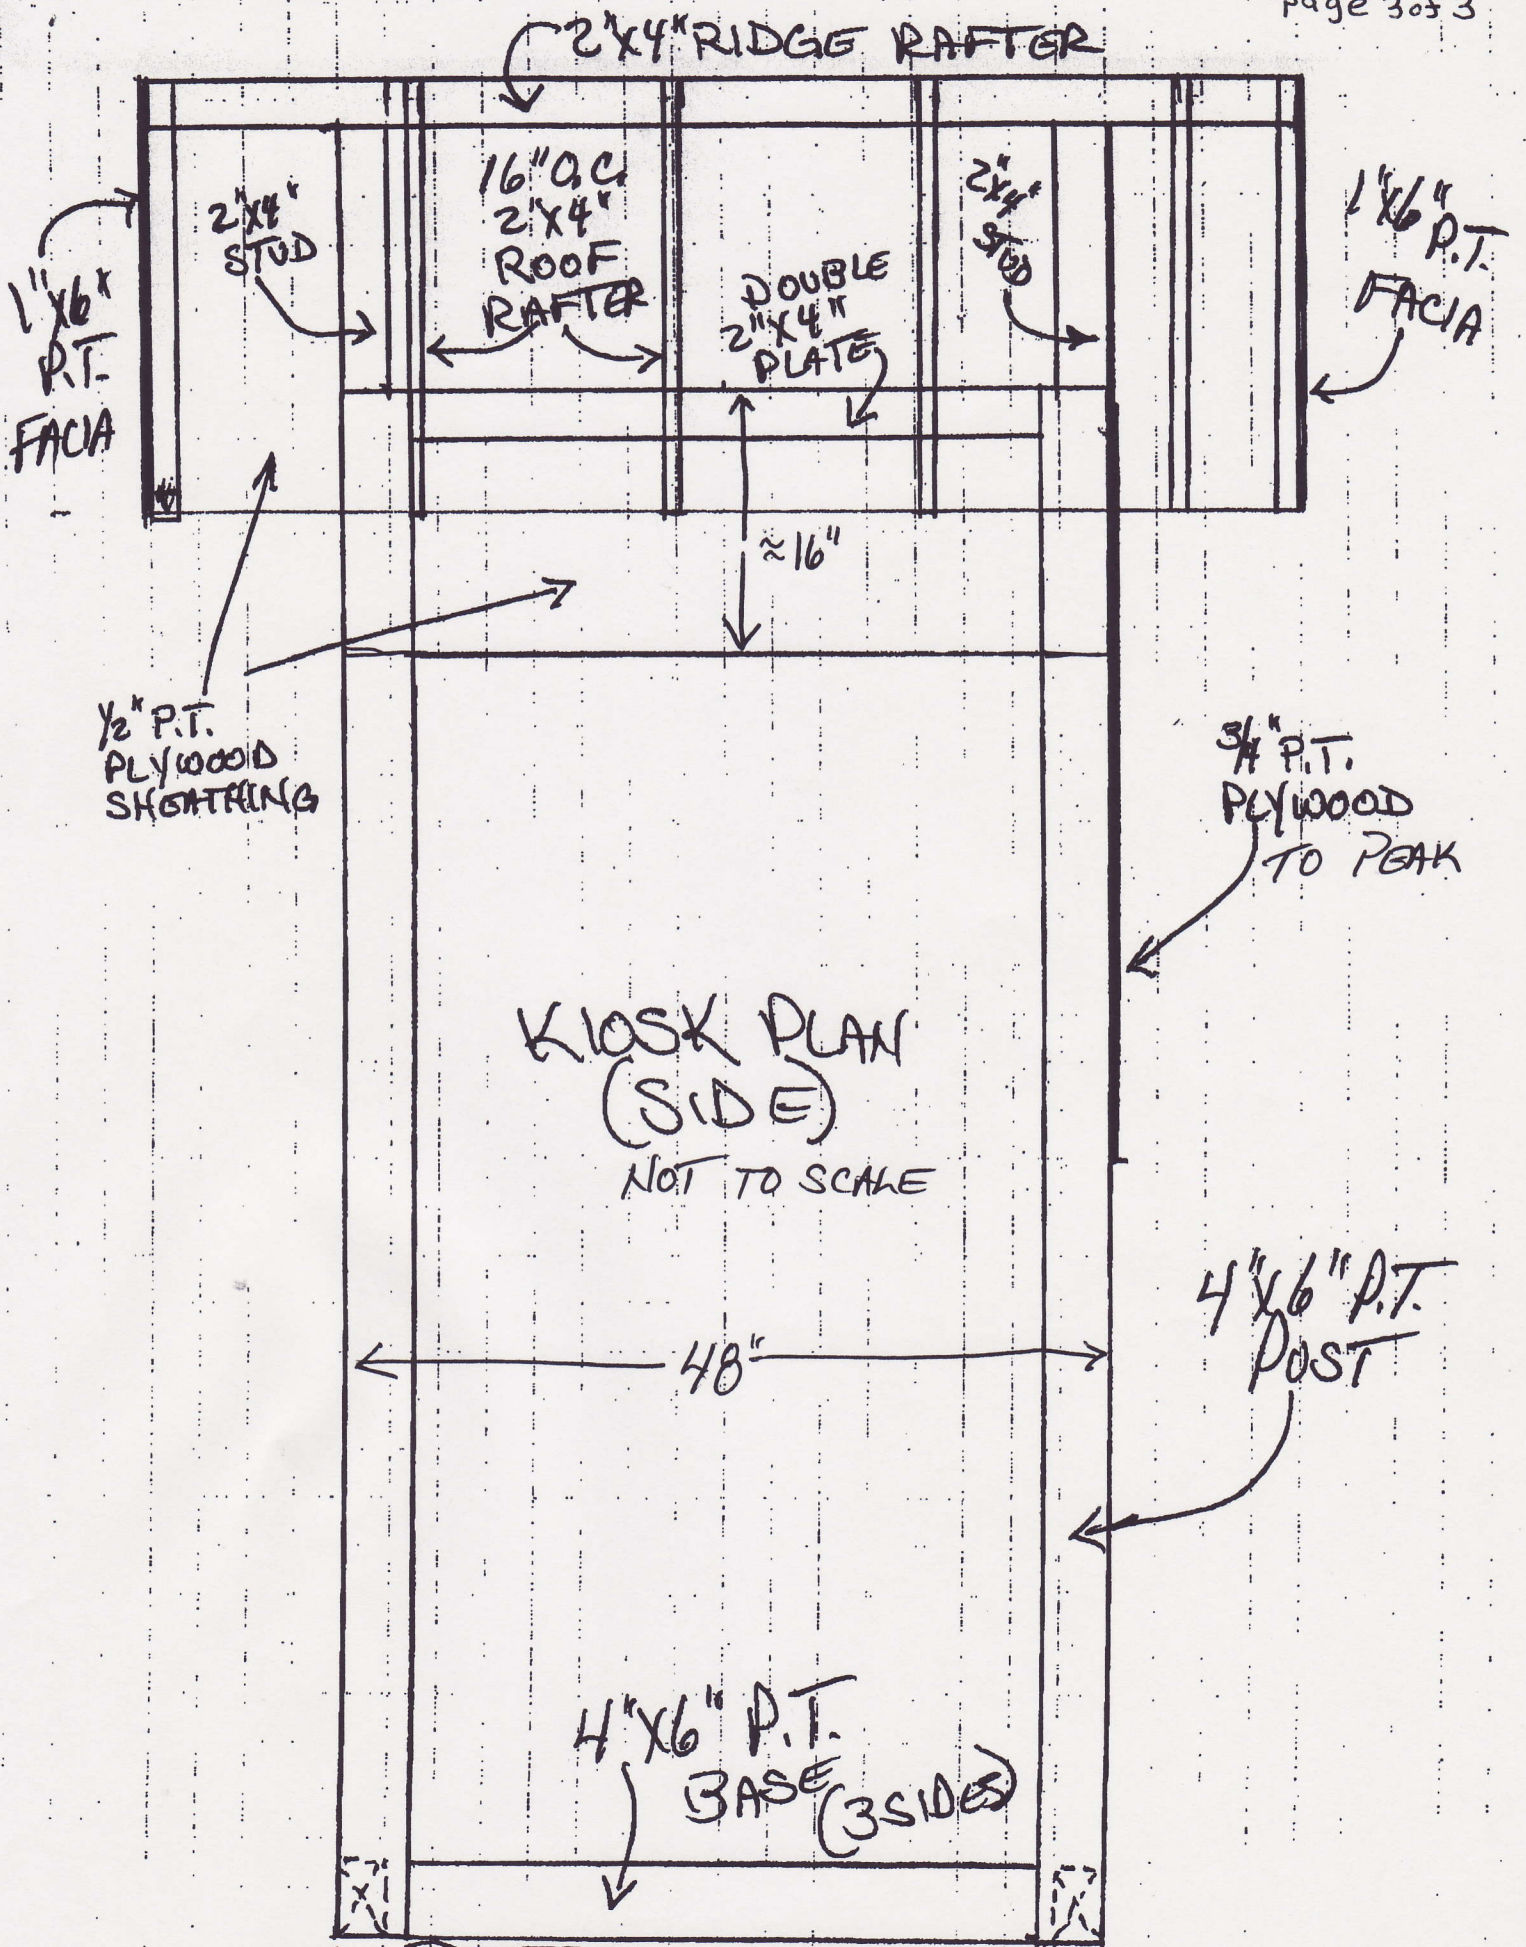 Page 3 of 3
2"X4" RIDGE RAFTER
1"X6"
P.T.
FACIA
2"X4"
STUD
16" O.C.
2"X4"
ROOF
RAFTER
DOUBLE
2"X4"
PLATE
2"X4"
STUD
1"X6"
P.T.
FACIA
≈16"
1/2" P.T.
PLYWOOD
SHEATHING
3/4" P.T.
PLYWOOD
TO PEAK
KIOSK PLAN
(SIDE)
NOT TO SCALE
48"
4"X6" P.T.
POST
4"X6" P.T.
BASE (3 SIDES)